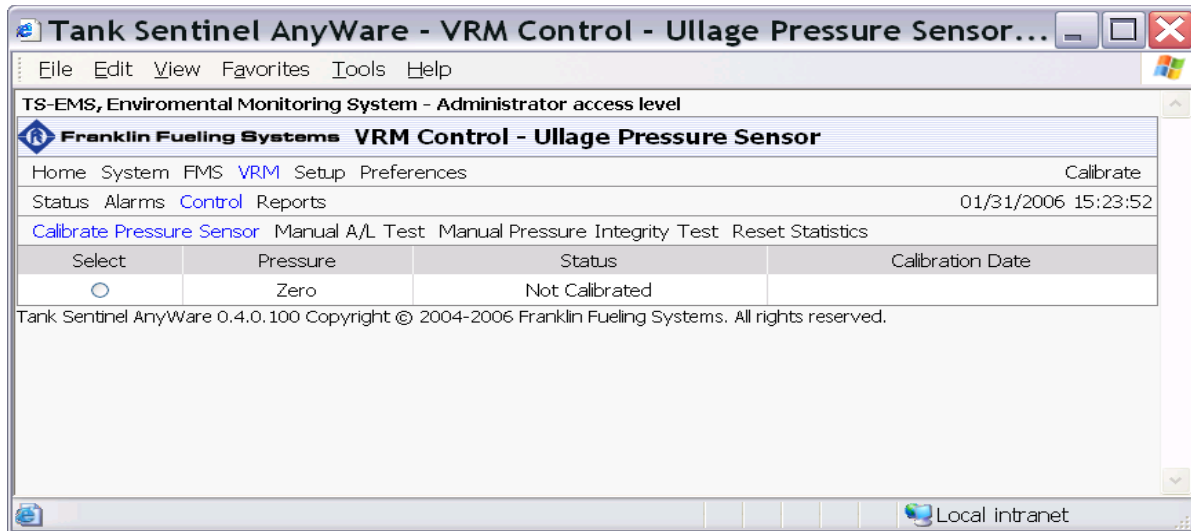 Tank Sentinel AnyWare - VRM Control - Ullage Pressure Sensor...
File Edit View Favorites Tools Help
TS-EMS, Enviromental Monitoring System - Administrator access level
Franklin Fueling Systems VRM Control - Ullage Pressure Sensor
Home System FMS VRM Setup Preferences Calibrate
Status Alarms Control Reports 01/31/2006 15:23:52
Calibrate Pressure Sensor Manual A/L Test Manual Pressure Integrity Test Reset Statistics
Select Pressure Status Calibration Date
Zero Not Calibrated
Tank Sentinel AnyWare 0.4.0.100 Copyright © 2004-2006 Franklin Fueling Systems. All rights reserved.
Local intranet